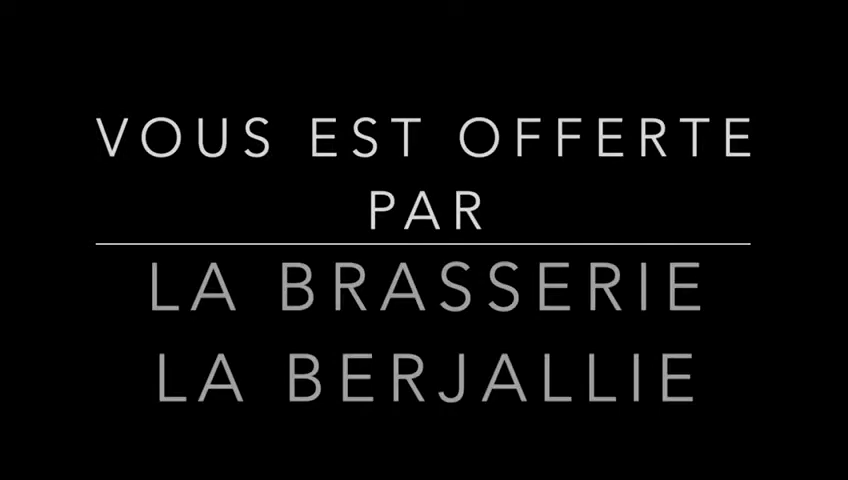 VOUS EST OFFERTE
PAR
LA BRASSERIE
LA BERJALLIE